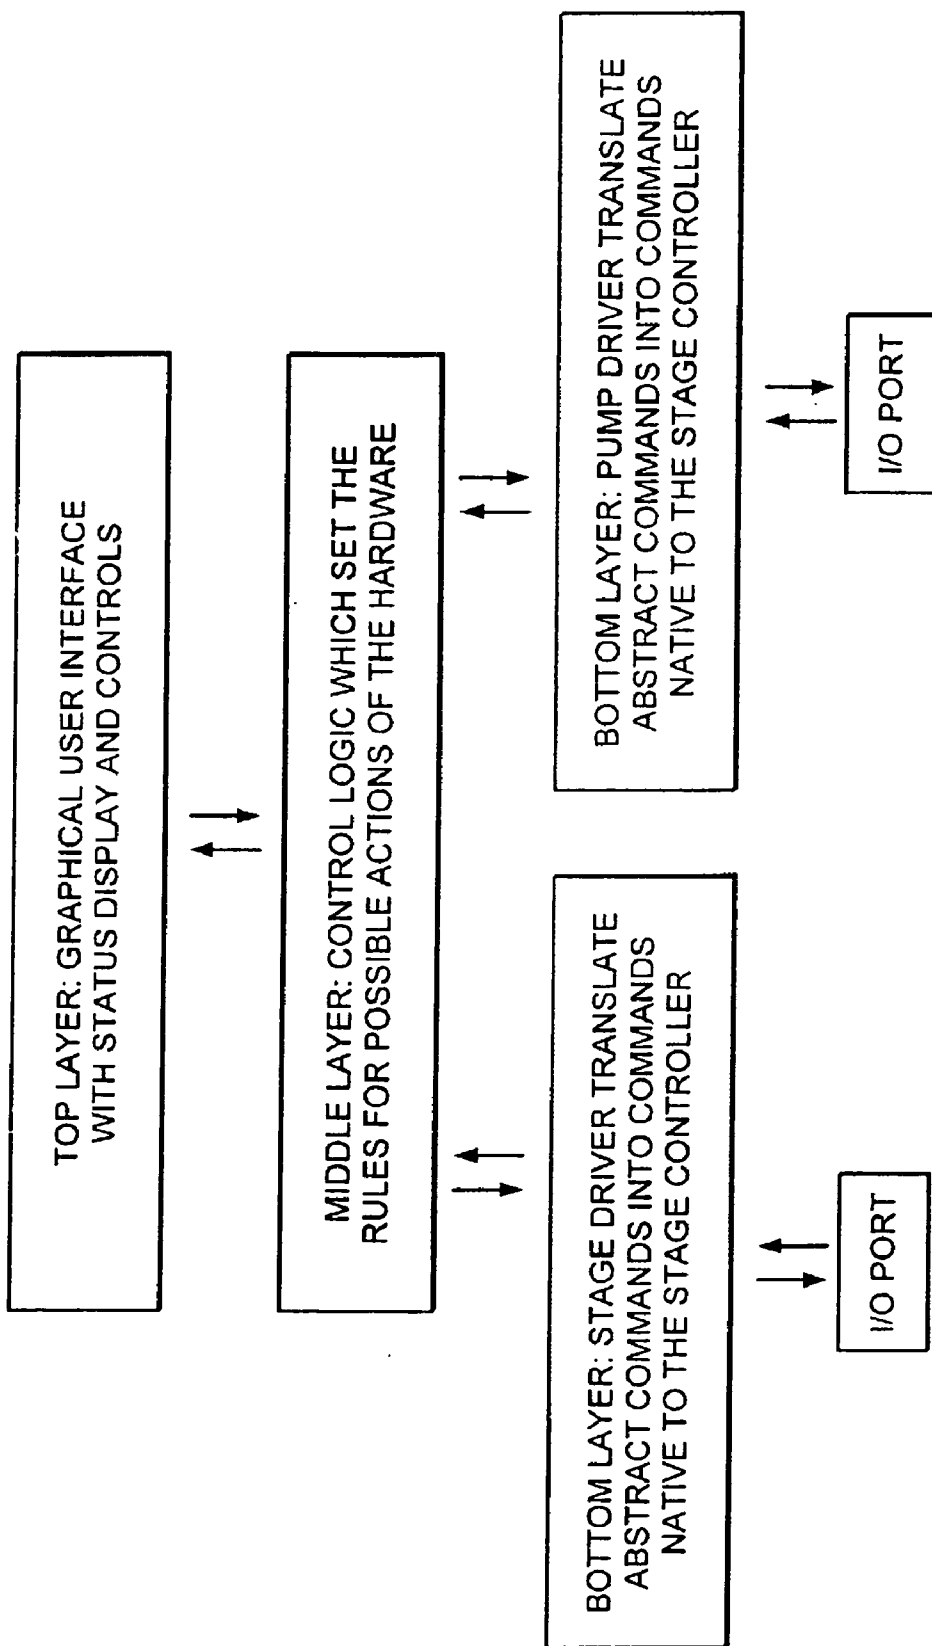 TOP LAYER: GRAPHICAL USER INTERFACE
WITH STATUS DISPLAY AND CONTROLS
MIDDLE LAYER: CONTROL LOGIC WHICH SET THE
RULES FOR POSSIBLE ACTIONS OF THE HARDWARE
BOTTOM LAYER: STAGE DRIVER TRANSLATE
ABSTRACT COMMANDS INTO COMMANDS
NATIVE TO THE STAGE CONTROLLER
BOTTOM LAYER: PUMP DRIVER TRANSLATE
ABSTRACT COMMANDS INTO COMMANDS
NATIVE TO THE STAGE CONTROLLER
I/O PORT
I/O PORT